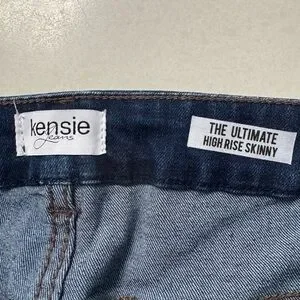 kensie
jeans
THE ULTIMATE
HIGH RISE SKINNY